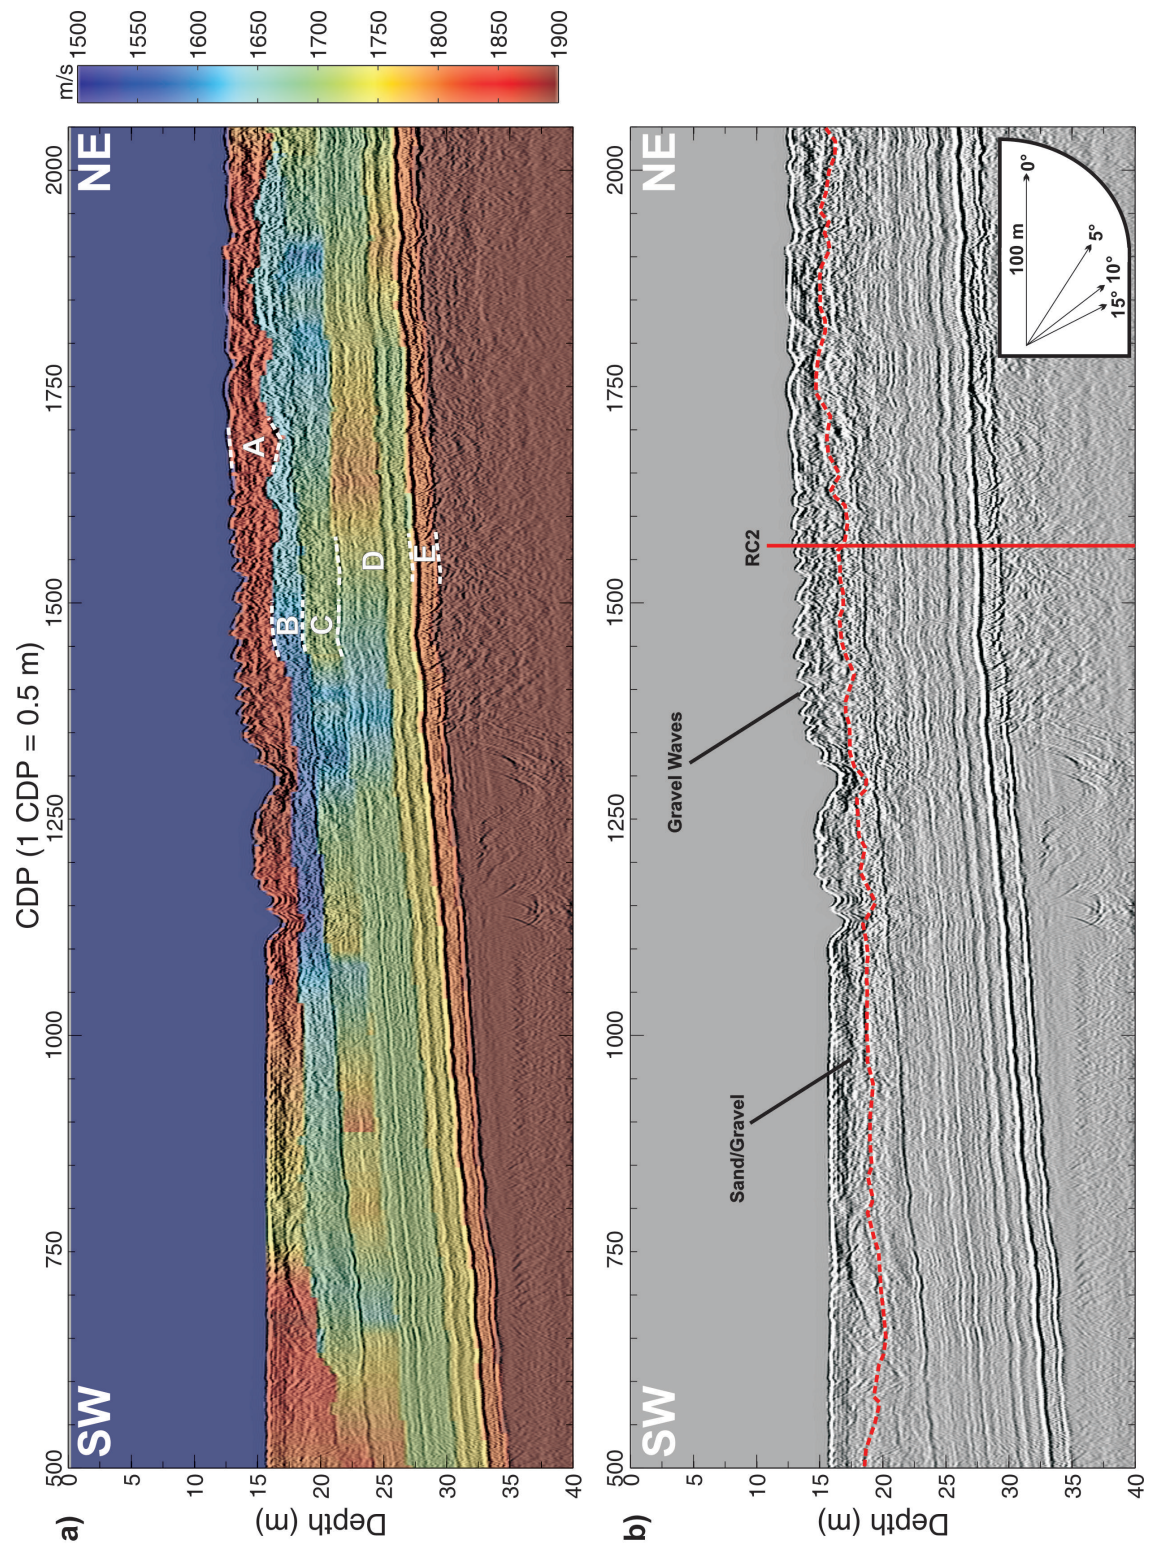 CDP (1 CDP = 0.5 m)
500 750 1000 1250 1500 1750 2000
a)
SW
NE
0
5
10
15
20
25
30
35
40
Depth (m)
A
B
C
D
E
m/s
1500
1550
1600
1650
1700
1750
1800
1850
1900
500 750 1000 1250 1500 1750 2000
b)
SW
NE
0
5
10
15
20
25
30
35
40
Depth (m)
Sand/Gravel
Gravel Waves
RC2
100 m
0°
5°
10°
15°